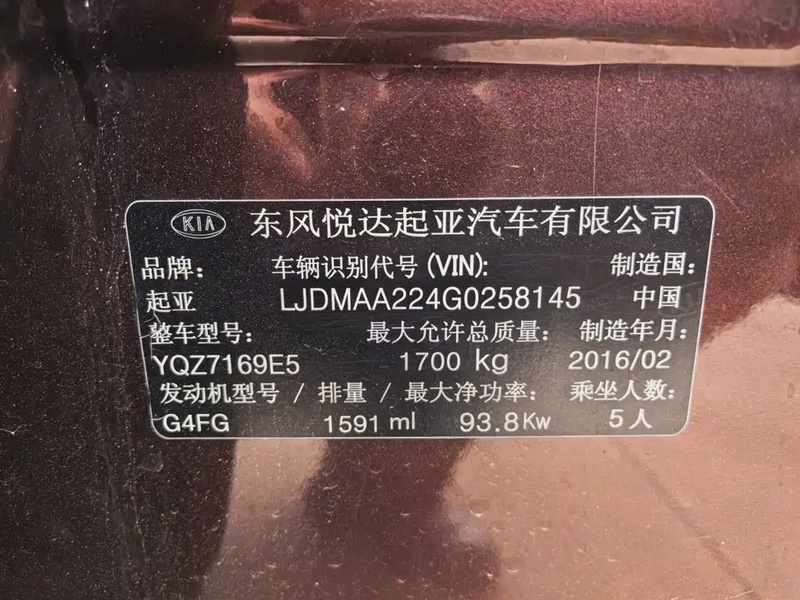 KIA 东风悦达起亚汽车有限公司
品牌: 车辆识别代号(VIN): 制造国:
起亚 LJDMAA224G0258145 中国
整车型号: 最大允许总质量: 制造年月:
YQZ7169E5 1700 kg 2016/02
发动机型号 / 排量 / 最大净功率: 乘坐人数:
G4FG 1591 ml 93.8Kw 5人